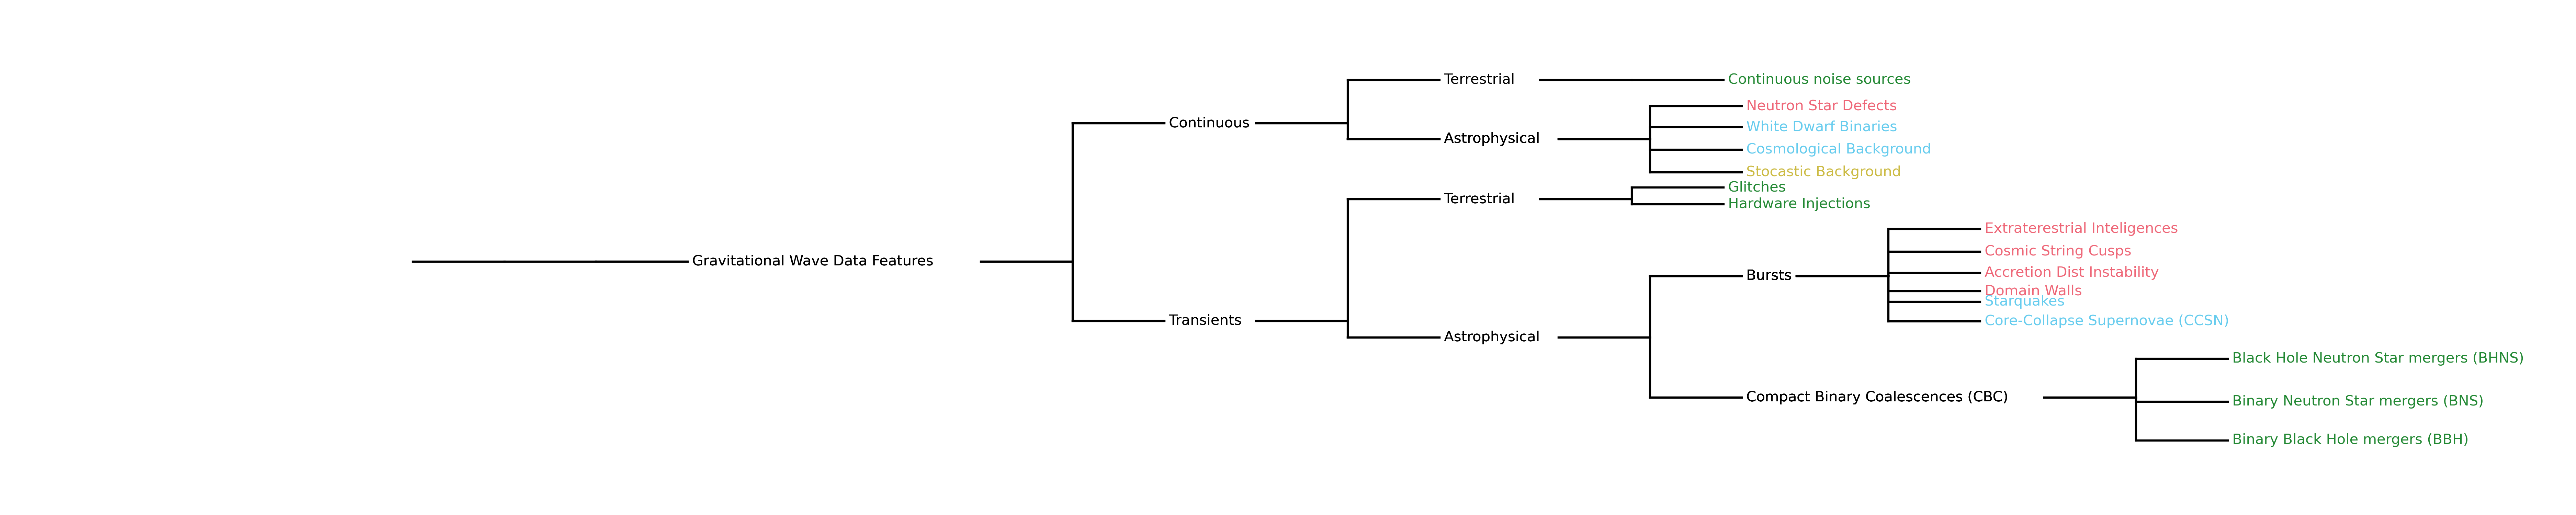 Gravitational Wave Data Features
Continuous
Terrestrial
Continuous noise sources
Astrophysical
Neutron Star Defects
White Dwarf Binaries
Cosmological Background
Stocastic Background
Transients
Terrestrial
Glitches
Hardware Injections
Astrophysical
Bursts
Extraterestrial Inteligences
Cosmic String Cusps
Accretion Dist Instability
Domain Walls
Starquakes
Core-Collapse Supernovae (CCSN)
Compact Binary Coalescences (CBC)
Black Hole Neutron Star mergers (BHNS)
Binary Neutron Star mergers (BNS)
Binary Black Hole mergers (BBH)